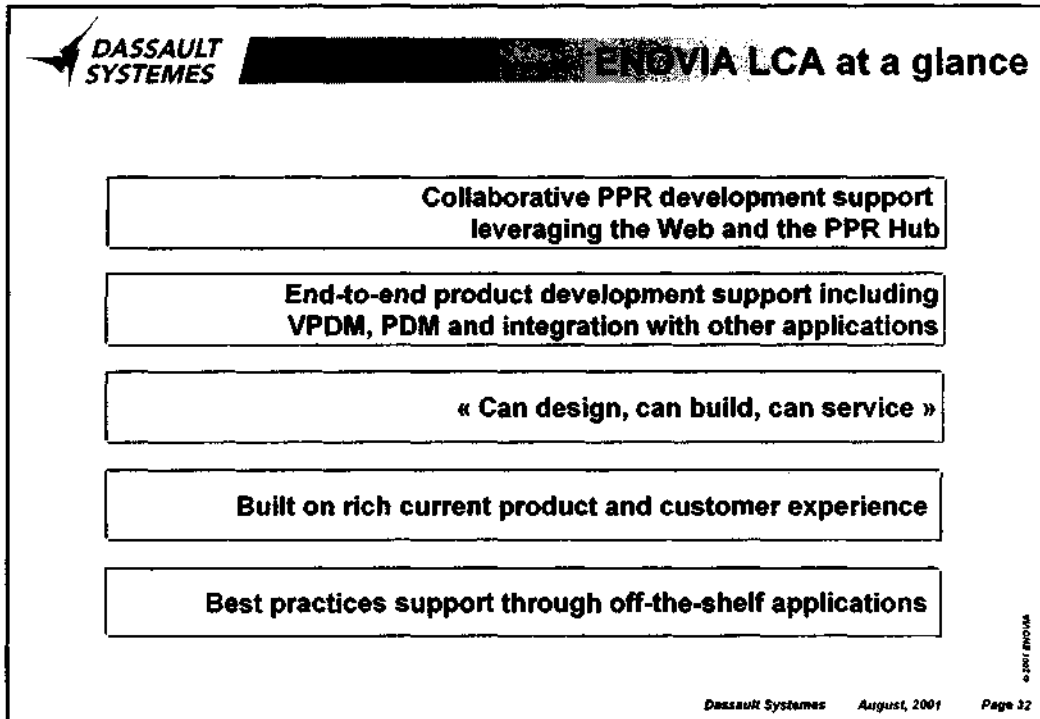 DASSAULT
SYSTEMES
ENOVIA LCA at a glance
Collaborative PPR development support
leveraging the Web and the PPR Hub
End-to-end product development support including
VPDM, PDM and integration with other applications
« Can design, can build, can service »
Built on rich current product and customer experience
Best practices support through off-the-shelf applications
© 2001 ENOVIA
Dassault Systemes August, 2001 Page 32